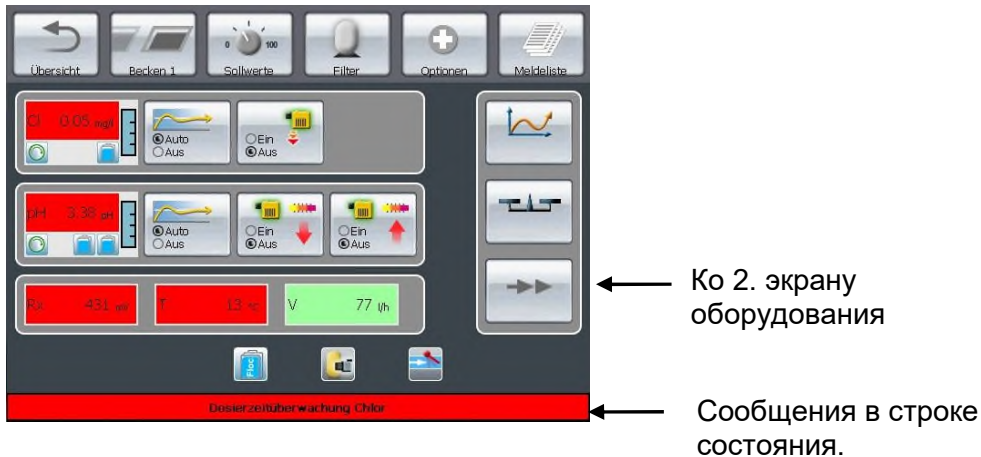 0 100
Übersicht Becken 1 Sollwerte Filter Optionen Meldeliste
Cl 0.05 mg/l
Auto
Aus
Ein
Aus
pH 3.38 pH
Auto
Aus
Ein
Aus
Ein
Aus
Rx 431 mV T 13 °C V 77 l/h
Ко 2. экрану
оборудования
Floc
Dosierzeitüberwachung Chlor
Сообщения в строке
состояния.